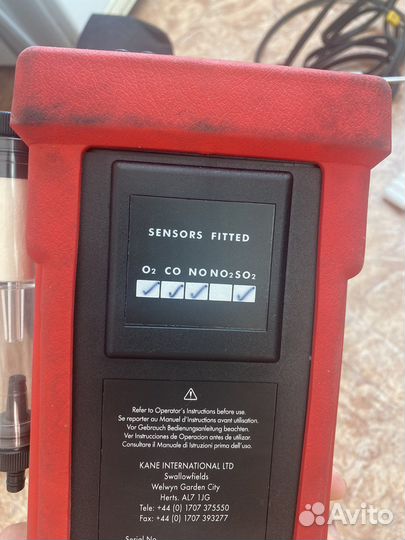 SENSORS FITTED
O2 CO NO NO2 SO2
Refer to Operator's Instructions before use.
Se reporter au Manuel d'Instructions avant utilisation.
Vor Gebrauch Bedienungsanleitung beachten.
Ver Instrucciones de Operacion antes de utilizar.
Consultare il Manuale di Istruzioni prima dell'uso.
KANE INTERNATIONAL LTD
Swallowfields
Welwyn Garden City
Herts. AL7 1JG
Tele: +44 (0) 1707 375550
Fax: +44 (0) 1707 393277
Serial No
Avito